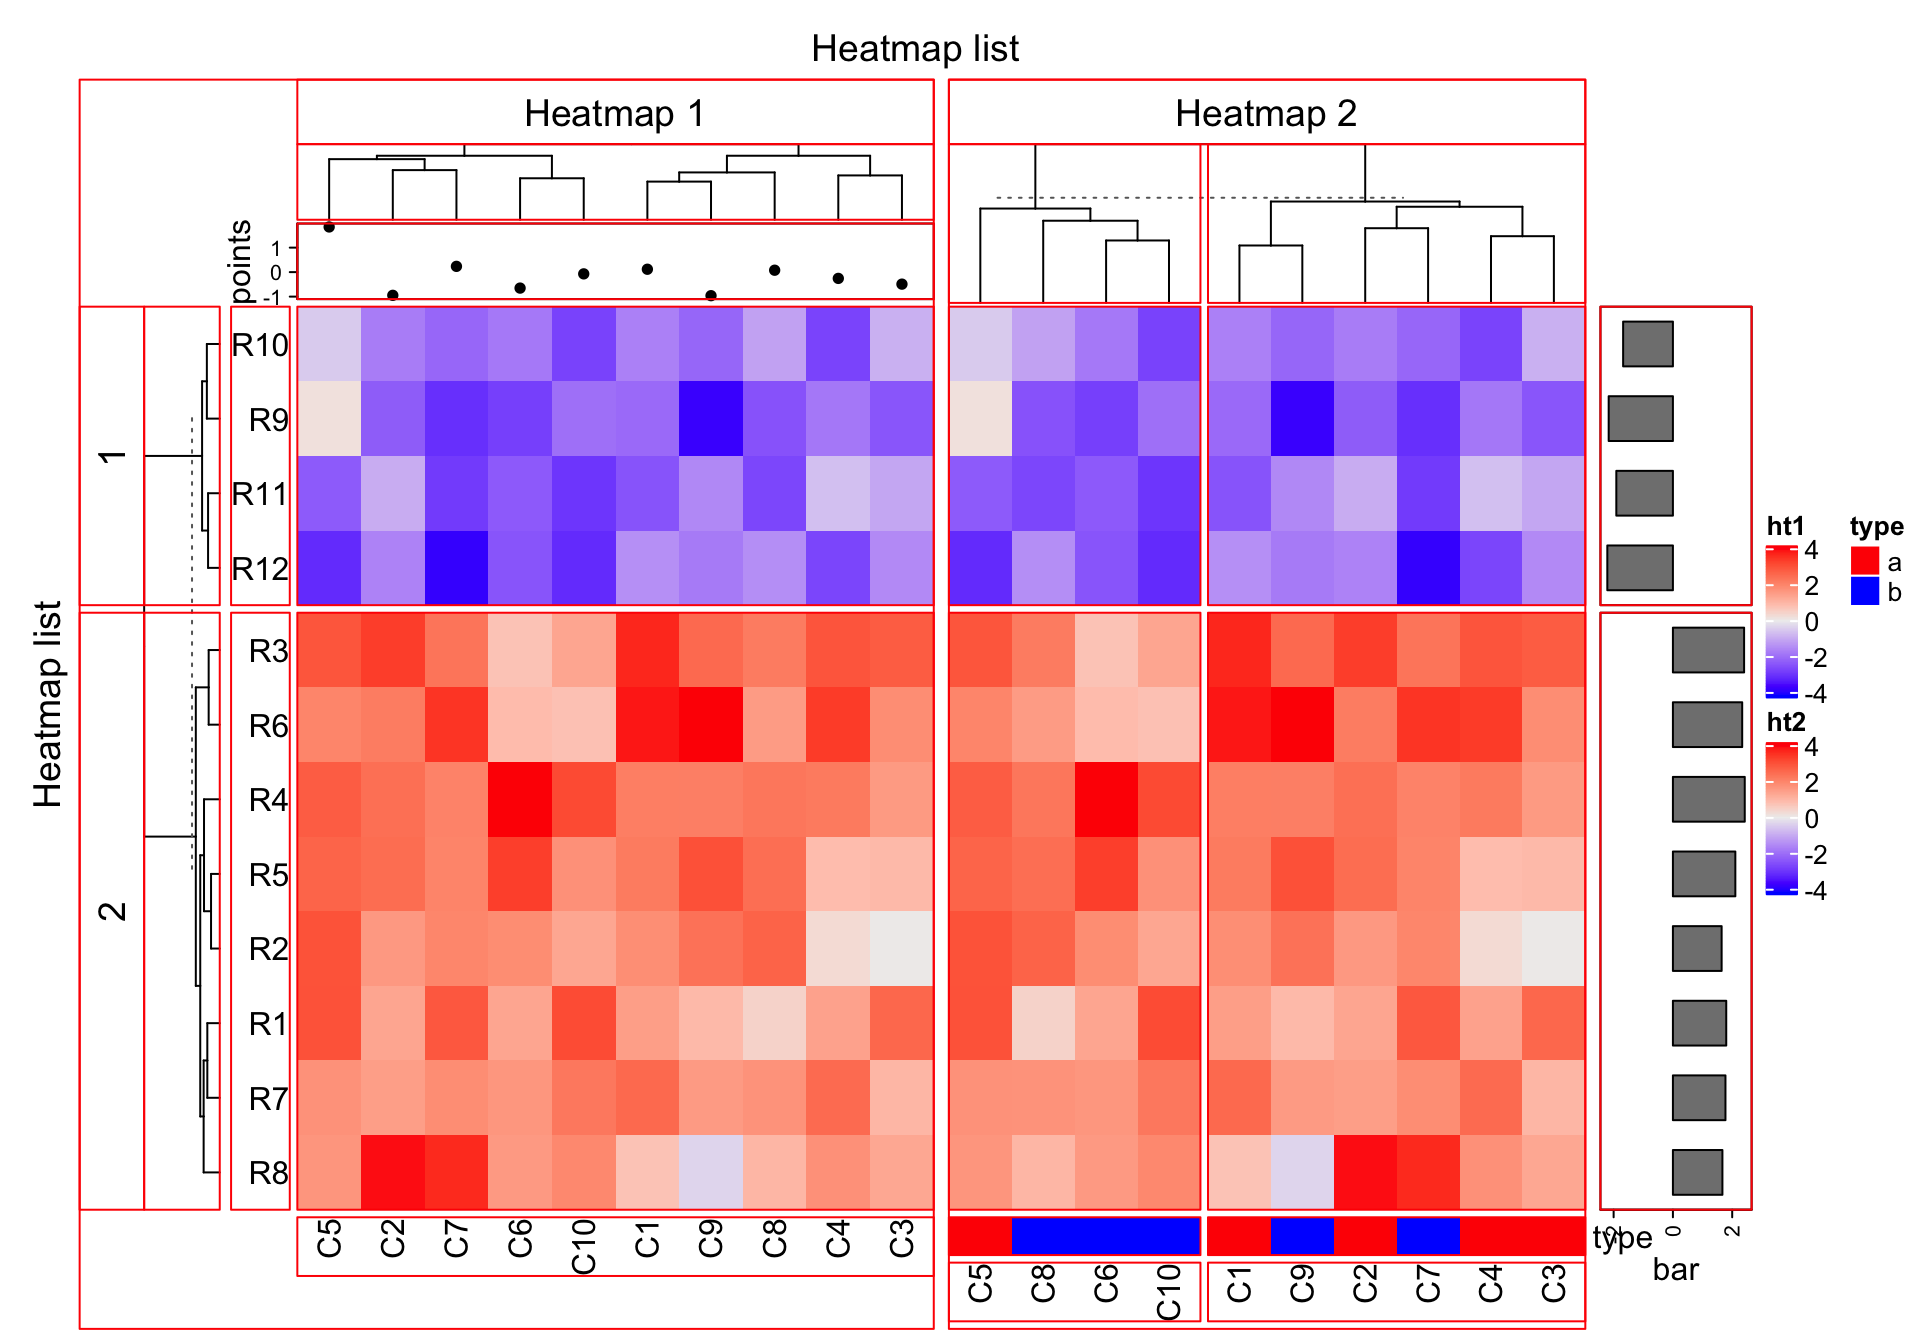 Heatmap list
Heatmap 1
Heatmap 2
points
1
0
-1
Heatmap list
1
2
R10
R9
R11
R12
R3
R6
R4
R5
R2
R1
R7
R8
C5 C2 C7 C6 C10 C1 C9 C8 C4 C3
C5 C8 C6 C10 C1 C9 C2 C7 C4 C3
type
-2 0 2
bar
ht1
4
2
0
-2
-4
ht2
4
2
0
-2
-4
type
a
b